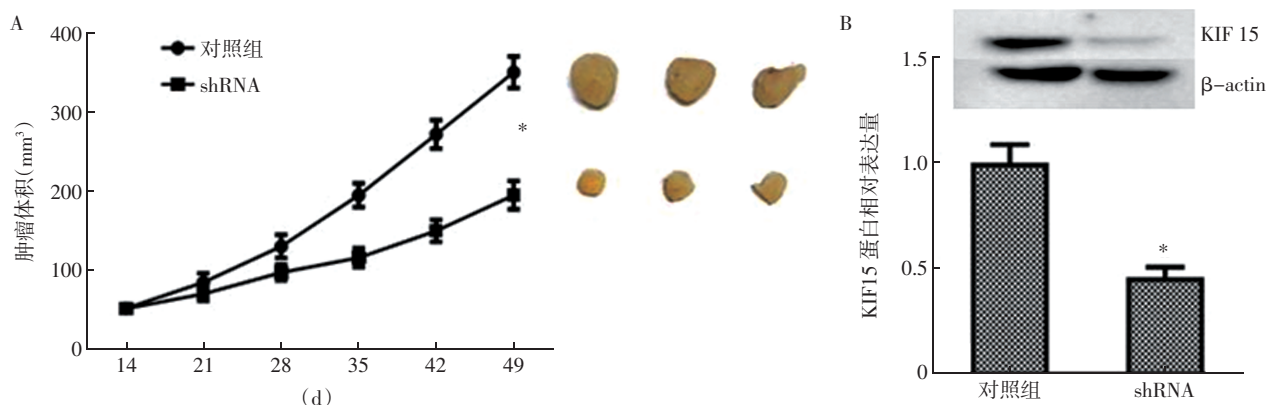 A
肿瘤体积(mm³)
400
300
200
100
0
对照组
shRNA
*
14 21 28 35 42 49
(d)
B
KIF 15
β-actin
KIF15 蛋白相对表达量
1.5
1.0
0.5
0
*
对照组 shRNA